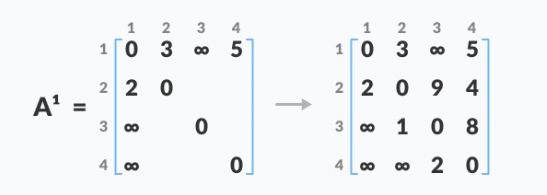 1 2 3 4 1 2 3 4
1 0 3 ∞ 5 1 0 3 ∞ 5
2 2 0 2 2 0 9 4
A¹ =
3 ∞ 0 3 ∞ 1 0 8
4 ∞ 0 4 ∞ ∞ 2 0